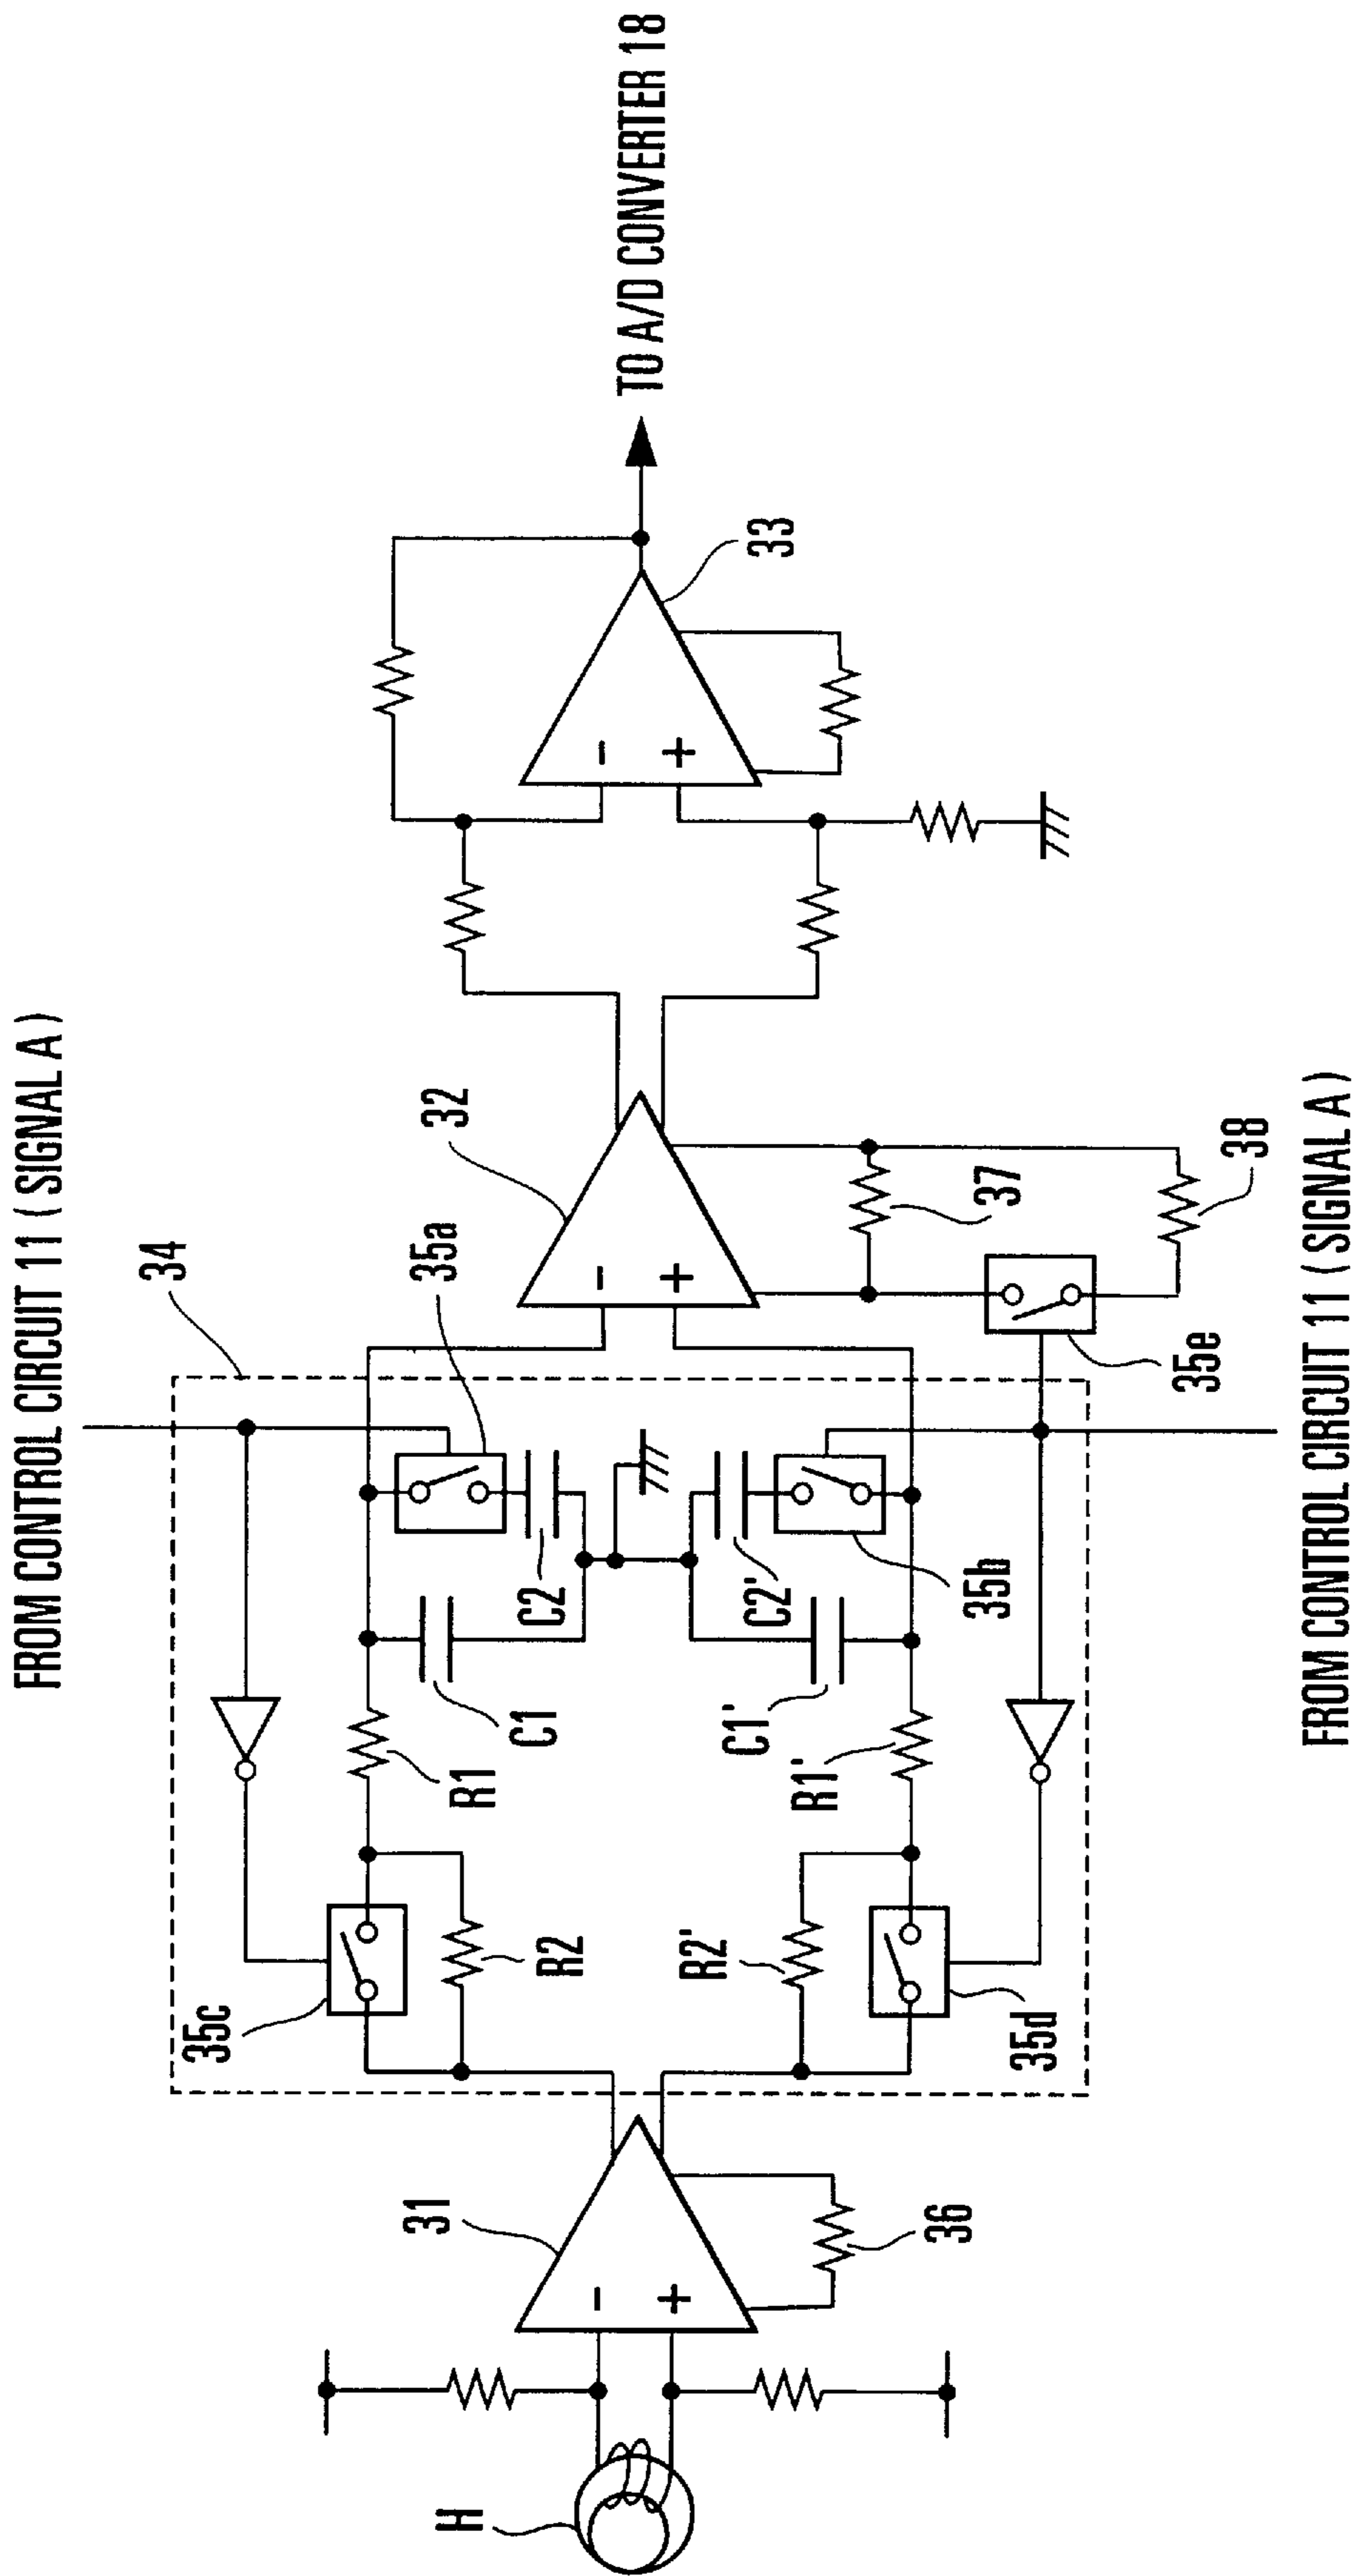 FROM CONTROL CIRCUIT 11 ( SIGNAL A )
34
32
35a
35c
R2
R1
C1
C2
31
H
36
R2'
R1'
C1'
C2'
35b
35d
35e
37
38
33
-
+
-
+
-
+
TO A/D CONVERTER 18
FROM CONTROL CIRCUIT 11 ( SIGNAL A )